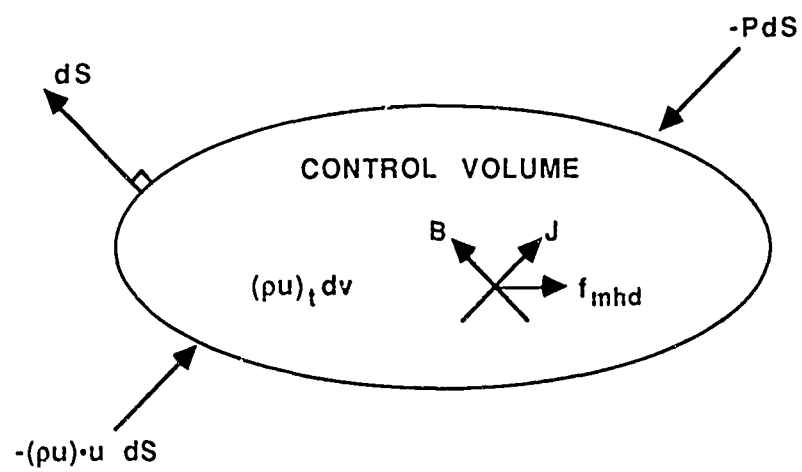 -PdS
dS
CONTROL VOLUME
B
J
(ρu)t dv
fmhd
-(ρu)•u dS